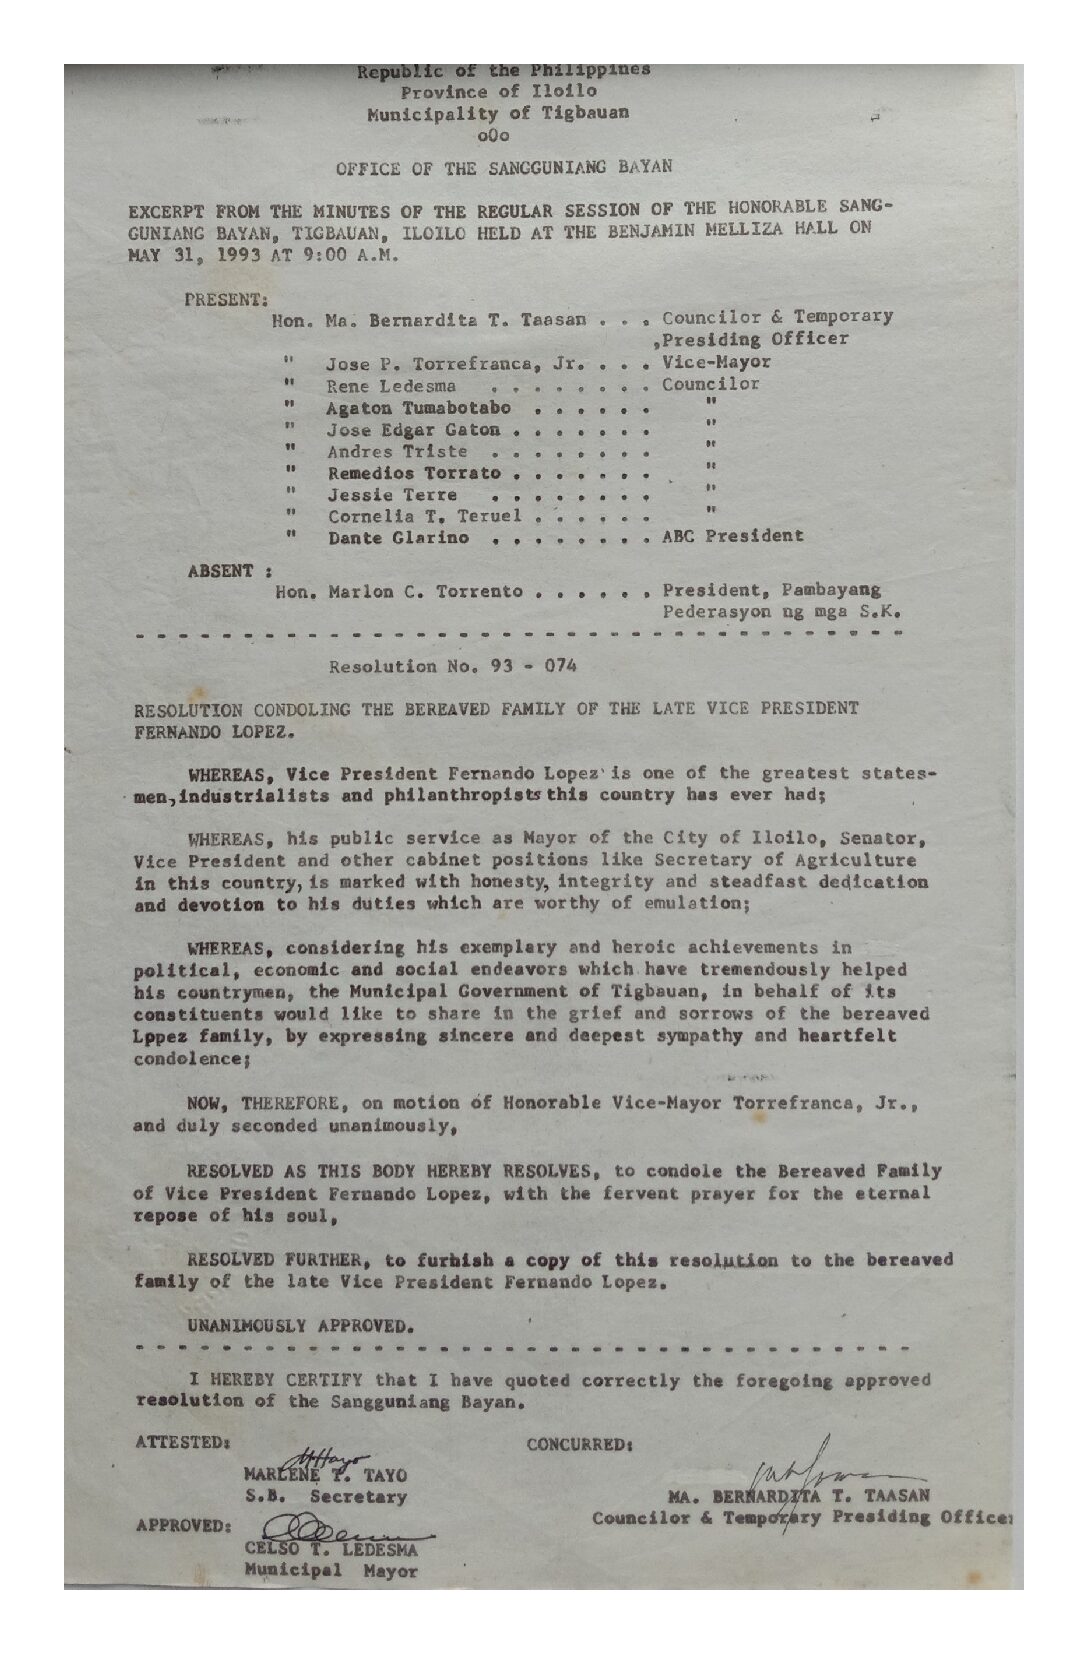 Republic of the Philippines
Province of Iloilo
Municipality of Tigbauan
oOo
OFFICE OF THE SANGGUNIANG BAYAN
EXCERPT FROM THE MINUTES OF THE REGULAR SESSION OF THE HONORABLE SANG-
GUNIANG BAYAN, TIGBAUAN, ILOILO HELD AT THE BENJAMIN MELLIZA HALL ON
MAY 31, 1993 AT 9:00 A.M.
PRESENT:
Hon. Ma. Bernardita T. Taasan . . . Councilor & Temporary
,Presiding Officer
" Jose P. Torrefranca, Jr. . . . Vice-Mayor
" Rene Ledesma . . . . . . . . Councilor
" Agaton Tumabotabo . . . . . . "
" Jose Edgar Gaton . . . . . . . "
" Andres Triste . . . . . . . . "
" Remedios Torrato . . . . . . . "
" Jessie Terre . . . . . . . . "
" Cornelia T. Teruel . . . . . . "
" Dante Glarino . . . . . . . . ABC President
ABSENT :
Hon. Marlon C. Torrento . . . . . . President, Pambayang
Pederasyon ng mga S.K.
- - - - - - - - - - - - - - - - - - - - - - - - - - - - - - - - - - - -
Resolution No. 93 - 074
RESOLUTION CONDOLING THE BEREAVED FAMILY OF THE LATE VICE PRESIDENT
FERNANDO LOPEZ.
WHEREAS, Vice President Fernando Lopez is one of the greatest states-
men, industrialists and philanthropists this country has ever had;
WHEREAS, his public service as Mayor of the City of Iloilo, Senator,
Vice President and other cabinet positions like Secretary of Agriculture
in this country, is marked with honesty, integrity and steadfast dedication
and devotion to his duties which are worthy of emulation;
WHEREAS, considering his exemplary and heroic achievements in
political, economic and social endeavors which have tremendously helped
his countrymen, the Municipal Government of Tigbauan, in behalf of its
constituents would like to share in the grief and sorrows of the bereaved
Lppez family, by expressing sincere and deepest sympathy and heartfelt
condolence;
NOW, THEREFORE, on motion of Honorable Vice-Mayor Torrefranca, Jr.,
and duly seconded unanimously,
RESOLVED AS THIS BODY HEREBY RESOLVES, to condole the Bereaved Family
of Vice President Fernando Lopez, with the fervent prayer for the eternal
repose of his soul,
RESOLVED FURTHER, to furhish a copy of this resolution to the bereaved
family of the late Vice President Fernando Lopez.
UNANIMOUSLY APPROVED.
- - - - - - - - - - - - - - - - - - - - - - - - - - - - - - - - - - - -
I HEREBY CERTIFY that I have quoted correctly the foregoing approved
resolution of the Sangguniang Bayan.
ATTESTED:
MARLENE T. TAYO
S.B. Secretary
CONCURRED:
MA. BERNARDITA T. TAASAN
Councilor & Temporary Presiding Officer
APPROVED:
CELSO T. LEDESMA
Municipal Mayor